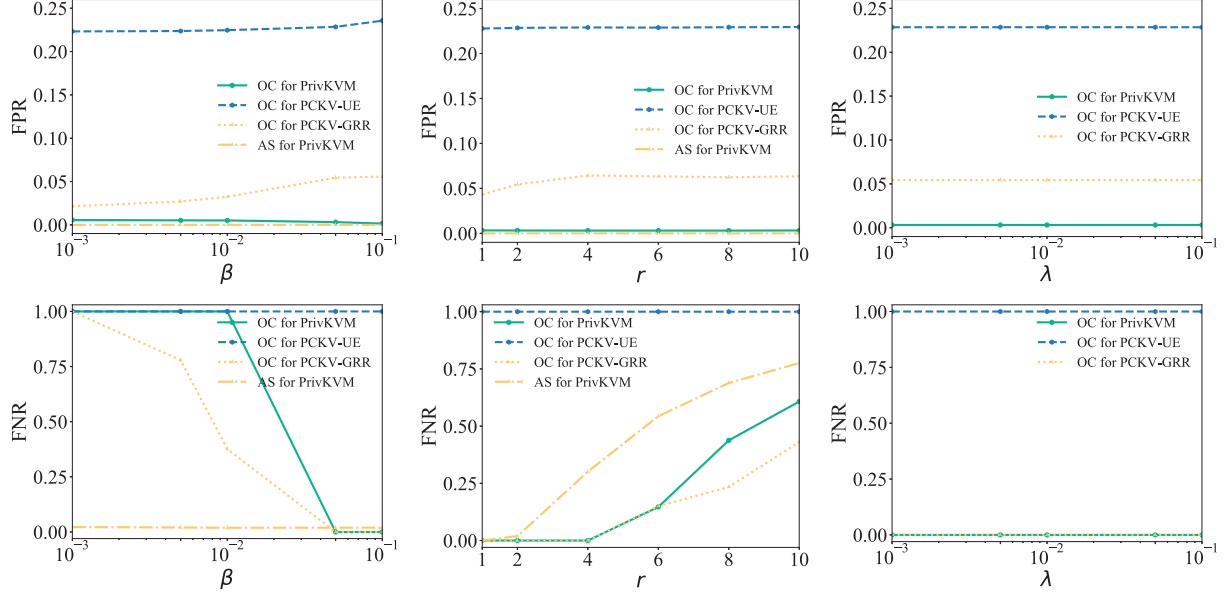 FPR
0.25
0.20
0.15
0.10
0.05
0.00
OC for PrivKVM
OC for PCKV-UE
OC for PCKV-GRR
AS for PrivKVM
10⁻³
10⁻²
10⁻¹
β
FPR
0.25
0.20
0.15
0.10
0.05
0.00
OC for PrivKVM
OC for PCKV-UE
OC for PCKV-GRR
AS for PrivKVM
1 2 4 6 8 10
r
FPR
0.25
0.20
0.15
0.10
0.05
0.00
OC for PrivKVM
OC for PCKV-UE
OC for PCKV-GRR
10⁻³
10⁻²
10⁻¹
λ
FNR
1.00
0.75
0.50
0.25
0.00
OC for PrivKVM
OC for PCKV-UE
OC for PCKV-GRR
AS for PrivKVM
10⁻³
10⁻²
10⁻¹
β
FNR
1.00
0.75
0.50
0.25
0.00
OC for PrivKVM
OC for PCKV-UE
OC for PCKV-GRR
AS for PrivKVM
1 2 4 6 8 10
r
FNR
1.00
0.75
0.50
0.25
0.00
OC for PrivKVM
OC for PCKV-UE
OC for PCKV-GRR
10⁻³
10⁻²
10⁻¹
λ